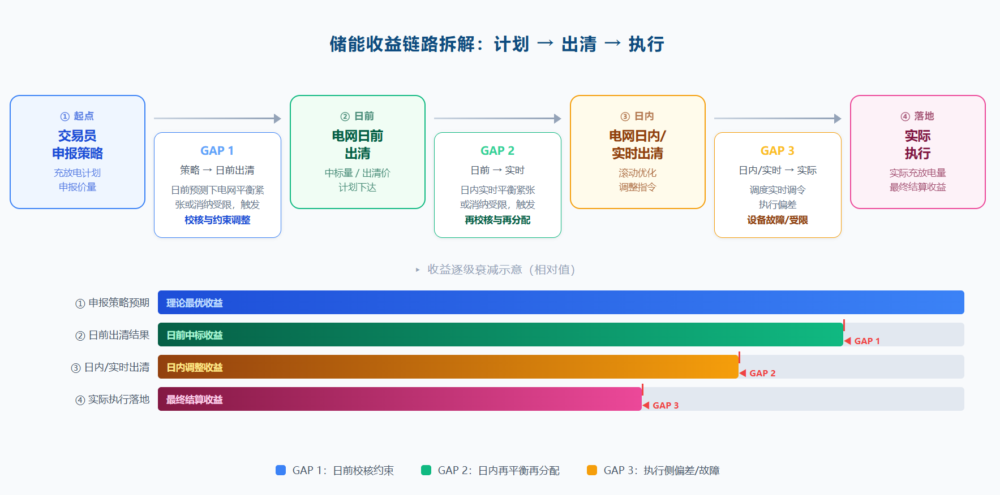 储能收益链路拆解：计划 → 出清 → 执行
① 起点
交易员
申报策略
充放电计划
申报价量
GAP 1
策略 → 日前出清
日前预测下电网平衡紧
张或消纳受限，触发
校核与约束调整
② 日前
电网日前
出清
中标量 / 出清价
计划下达
GAP 2
日前 → 实时
日内实时平衡紧张
或消纳受限，触发
再校核与再分配
③ 日内
电网日内/
实时出清
滚动优化
调整指令
GAP 3
日内/实时 → 实际
调度实时调令
执行偏差
设备故障/受限
④ 落地
实际
执行
实际充放电量
最终结算收益
▸ 收益逐级衰减示意（相对值）
① 申报策略预期
理论最优收益
② 日前出清结果
日前中标收益
◀ GAP 1
③ 日内/实时出清
日内调整收益
◀ GAP 2
④ 实际执行落地
最终结算收益
◀ GAP 3
GAP 1：日前校核约束
GAP 2：日内再平衡再分配
GAP 3：执行侧偏差/故障